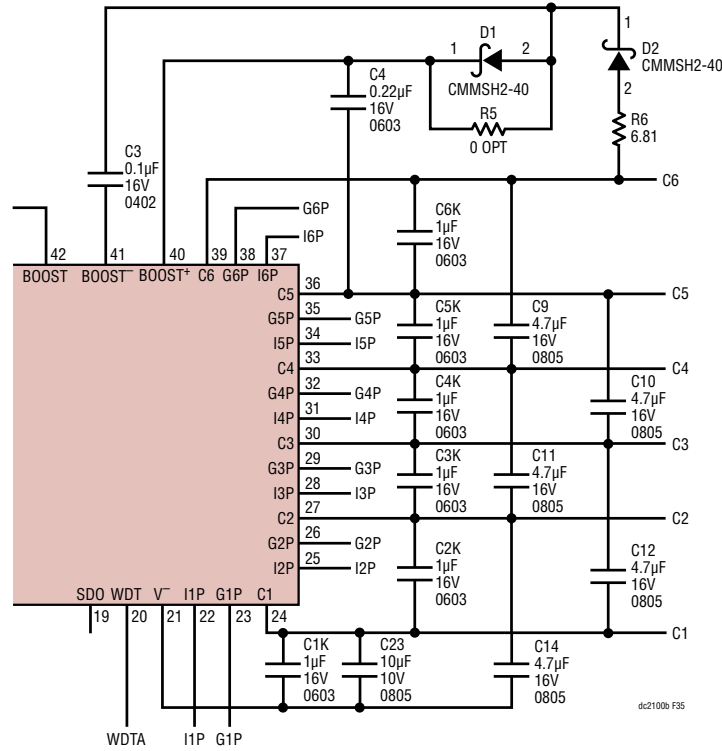 1
D1
D2
CMMSH2-40
1
2
CMMSH2-40
2
C4
0.22µF
16V
0603
R5
0 OPT
R6
6.81
C3
0.1µF
16V
0402
C6
G6P
I6P
C6K
1µF
16V
0603
42
41
40
39
38
37
BOOST
BOOST–
BOOST+
C6
G6P
I6P
C5
36
C5
G5P
35
G5P
I5P
34
I5P
C5K
1µF
16V
0603
C9
4.7µF
16V
0805
C4
33
C4
G4P
32
G4P
I4P
31
I4P
C4K
1µF
16V
0603
C10
4.7µF
16V
0805
C3
30
C3
G3P
29
G3P
I3P
28
I3P
C3K
1µF
16V
0603
C11
4.7µF
16V
0805
C2
27
C2
G2P
26
G2P
I2P
25
I2P
C2K
1µF
16V
0603
C12
4.7µF
16V
0805
SDO
WDT
V–
I1P
G1P
C1
19
20
21
22
23
24
C1
C1K
1µF
16V
0603
C23
10µF
10V
0805
C14
4.7µF
16V
0805
dc2100b F35
WDTA
I1P
G1P